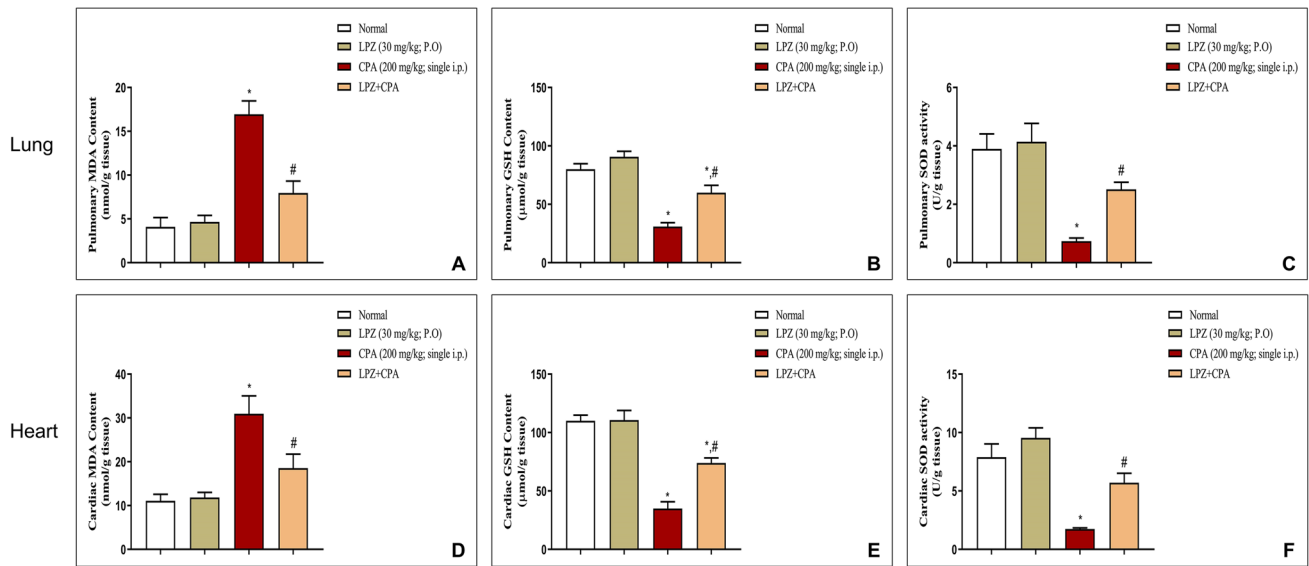 Lung
Normal
LPZ (30 mg/kg; P.O)
CPA (200 mg/kg; single i.p.)
LPZ+CPA
Pulmonary MDA Content
(nmol/g tissue)
20
15
10
5
0
*
#
A
Normal
LPZ (30 mg/kg; P.O)
CPA (200 mg/kg; single i.p.)
LPZ+CPA
Pulmonary GSH Content
(µmol/g tissue)
150
100
50
0
*
*,#
B
Normal
LPZ (30 mg/kg; P.O)
CPA (200 mg/kg; single i.p.)
LPZ+CPA
Pulmonary SOD activity
(U/g tissue)
6
4
2
0
*
#
C
Heart
Normal
LPZ (30 mg/kg; P.O)
CPA (200 mg/kg; single i.p.)
LPZ+CPA
Cardiac MDA Content
(nmol/g tissue)
40
30
20
10
0
*
#
D
Normal
LPZ (30 mg/kg; P.O)
CPA (200 mg/kg; single i.p.)
LPZ+CPA
Cardiac GSH Content
(µmol/g tissue)
150
100
50
0
*
*,#
E
Normal
LPZ (30 mg/kg; P.O)
CPA (200 mg/kg; single i.p.)
LPZ+CPA
Cardiac SOD activity
(U/g tissue)
15
10
5
0
*
#
F